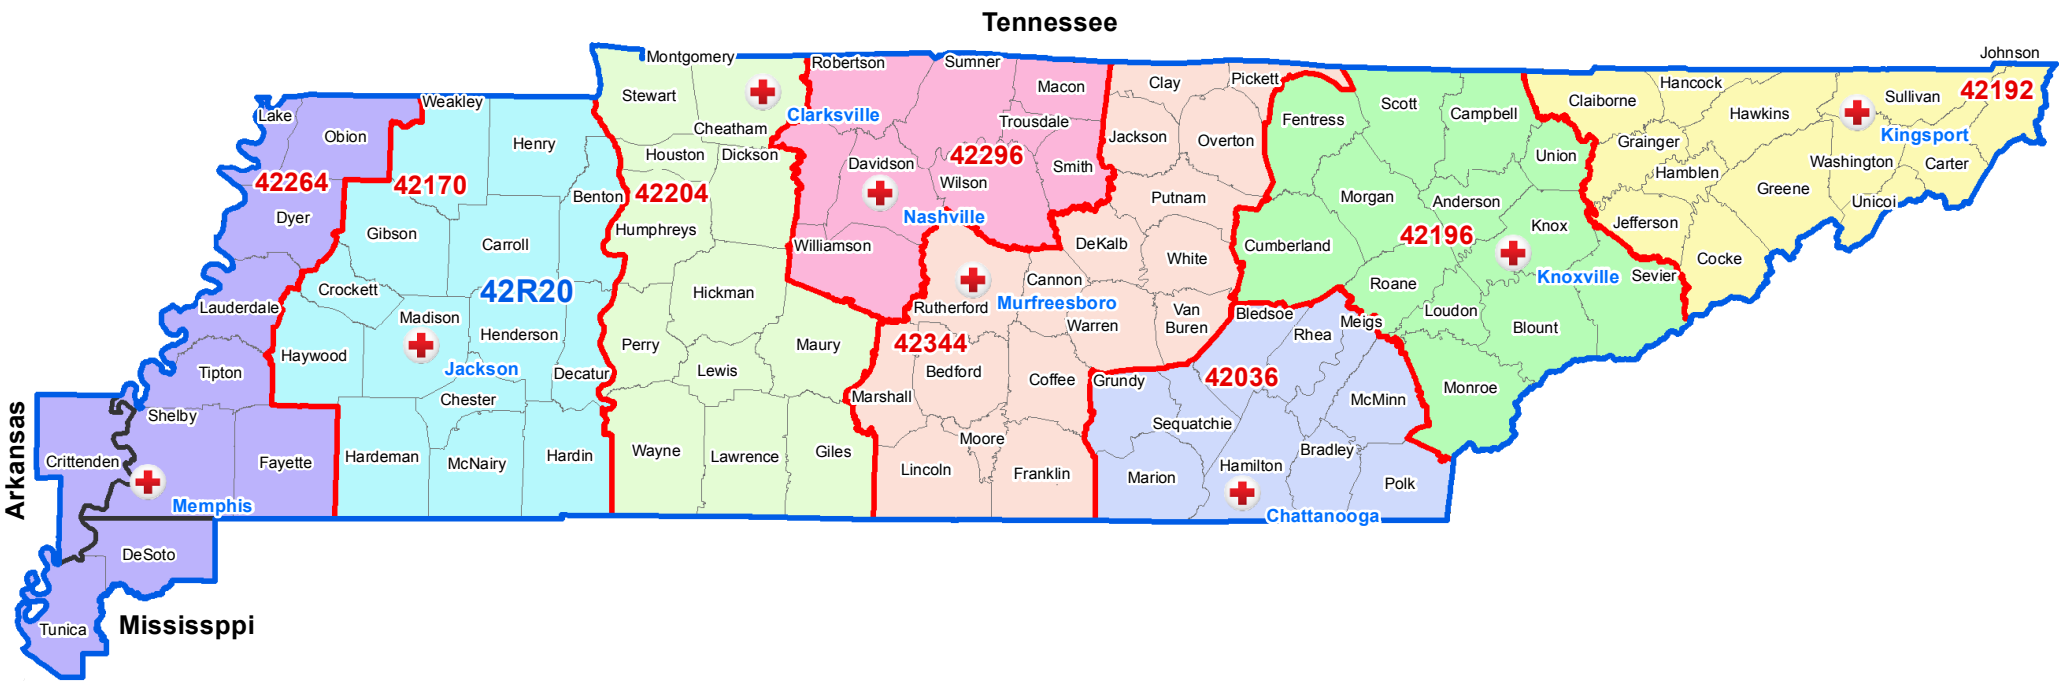 Tennessee
Johnson
Montgomery
Robertson
Sumner
Macon
Clay
Pickett
Scott
Campbell
Claiborne
Hancock
Hawkins
Sullivan
42192
Kingsport
Lake
Obion
Weakley
Henry
Stewart
Clarksville
Cheatham
Trousdale
Jackson
Overton
Fentress
Union
Grainger
Hamblen
Washington
Carter
42264
42170
Benton
42204
Houston
Dickson
Davidson
42296
Wilson
Smith
Nashville
Putnam
Morgan
Anderson
Knox
Jefferson
Greene
Unicoi
Dyer
Gibson
Carroll
Humphreys
Williamson
DeKalb
White
Cumberland
42196
Knoxville
Sevier
Cocke
Lauderdale
Crockett
42R20
Hickman
Rutherford
Cannon
Murfreesboro
Warren
Van
Buren
Bledsoe
Roane
Loudon
Blount
Madison
Henderson
Haywood
Jackson
Decatur
Perry
Lewis
Maury
42344
Bedford
Coffee
Grundy
42036
Rhea
Meigs
McMinn
Monroe
Tipton
Chester
Marshall
Sequatchie
Arkansas
Shelby
Crittenden
Fayette
Hardeman
McNairy
Hardin
Wayne
Lawrence
Giles
Lincoln
Moore
Franklin
Marion
Hamilton
Bradley
Polk
Memphis
Chattanooga
DeSoto
Tunica
Mississppi